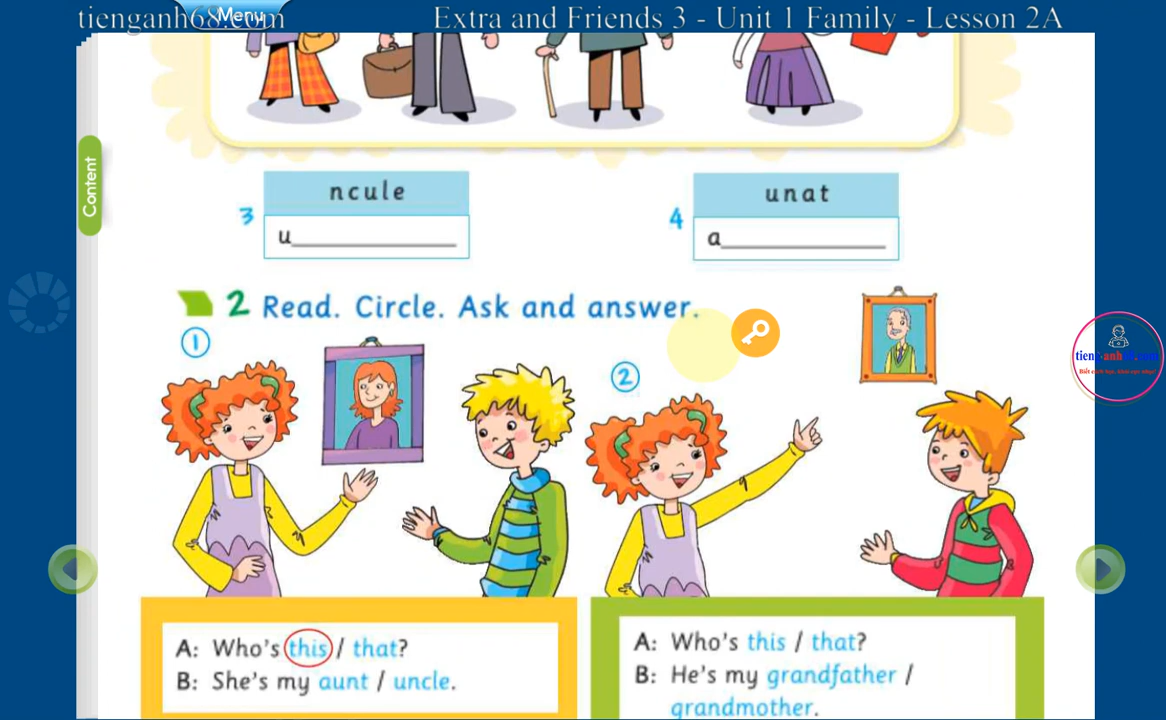 tienganh68.com
Menu
Extra and Friends 3 - Unit 1 Family - Lesson 2A
Content
3
ncule
u_______________
4
unat
a_______________
2 Read. Circle. Ask and answer.
1
2
A: Who's this / that?
B: She's my aunt / uncle.
A: Who's this / that?
B: He's my grandfather /
grandmother.